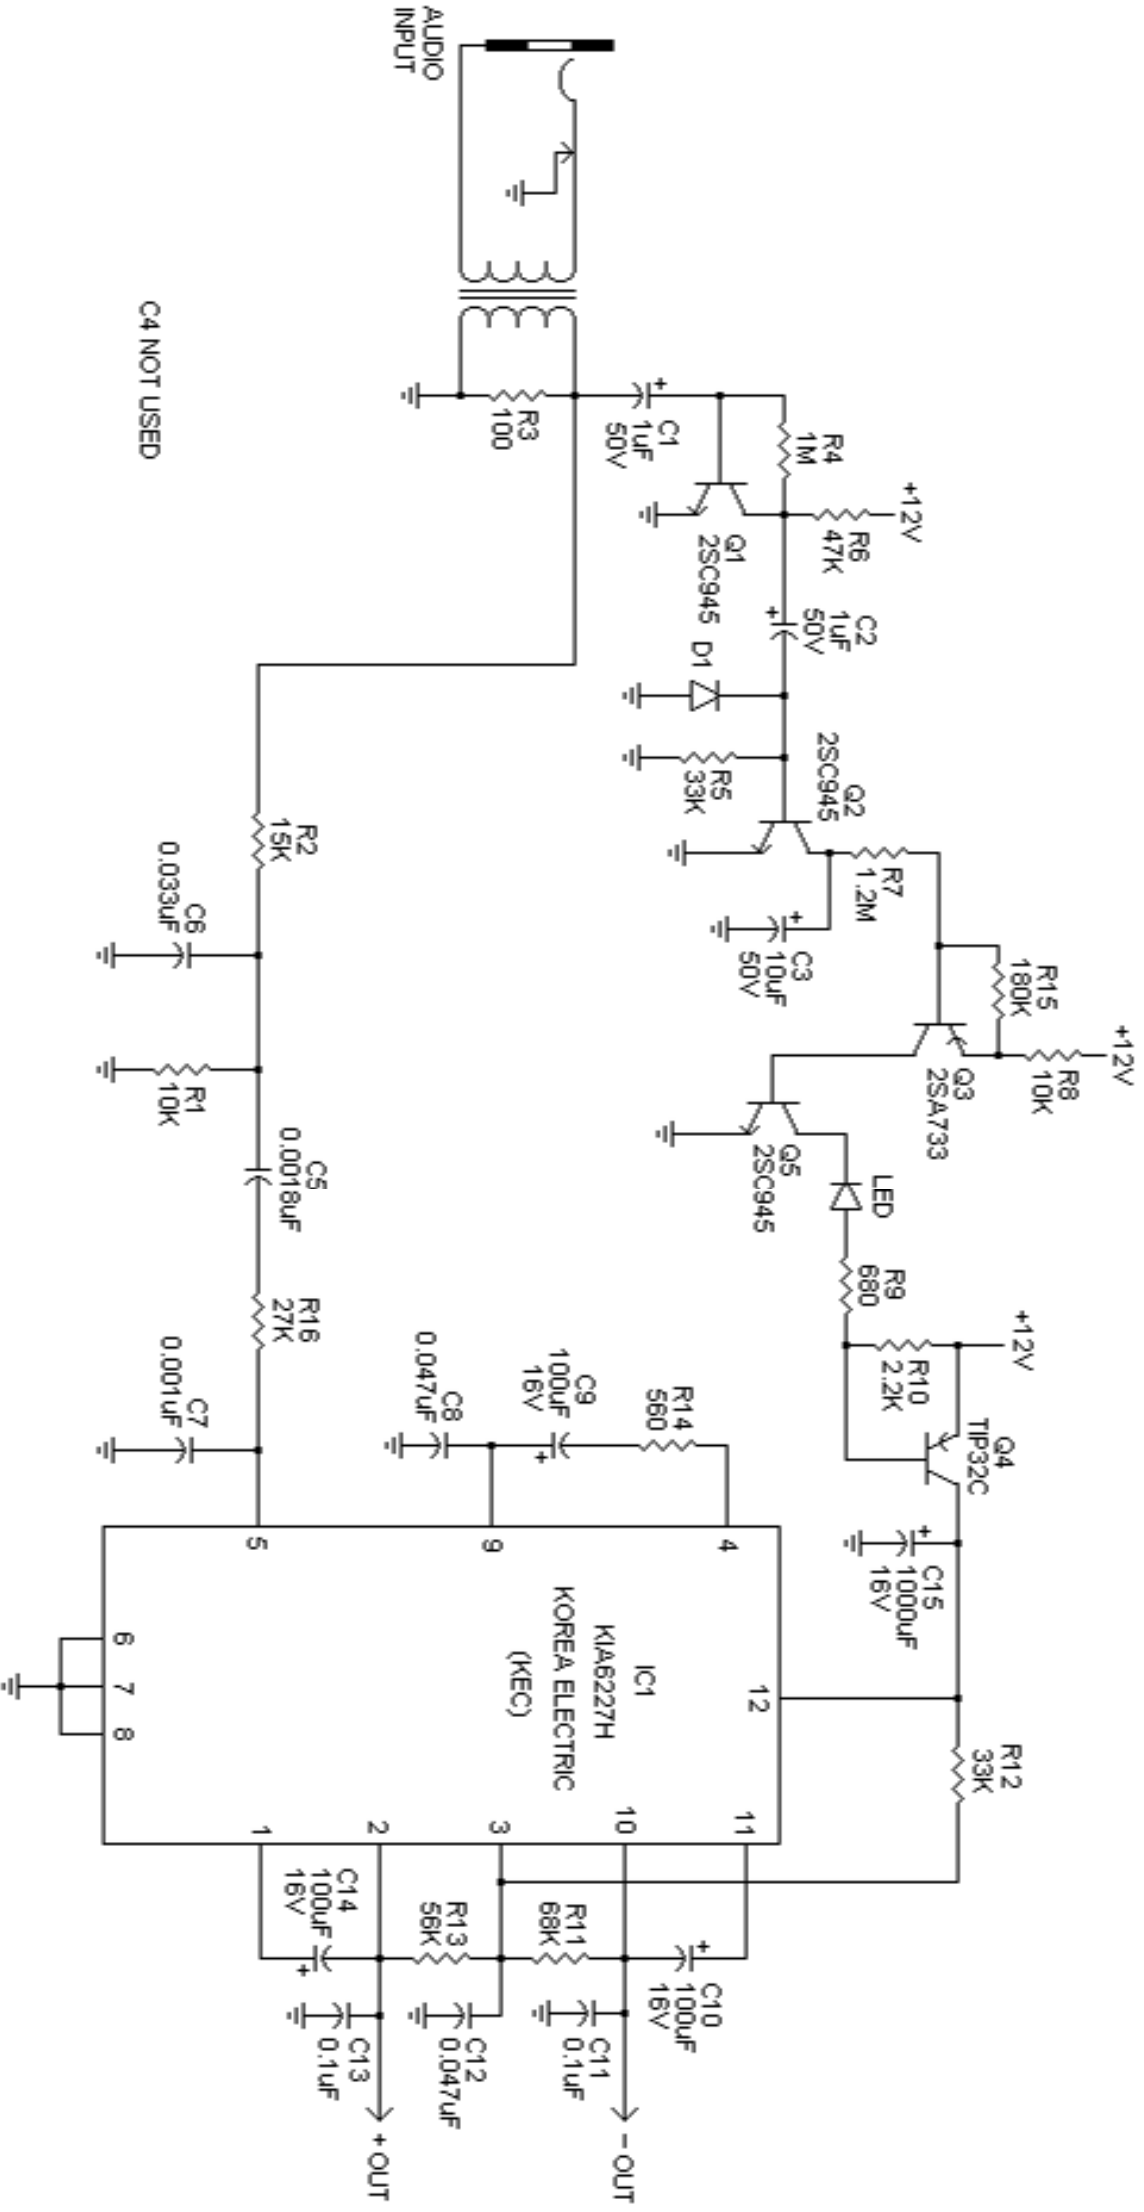 +12V
R8
10K
R15
180K
Q3
2SA733
+12V
R6
47K
R4
1M
C2
1uF
50V
Q2
2SC945
R7
1.2M
C3
10uF
50V
LED
Q5
2SC945
R9
680
+12V
R10
2.2K
Q4
TIP32C
+
C15
1000uF
16V
R12
33K
+
C1
1uF
50V
Q1
2SC945
+
D1
R5
33K
+
AUDIO
INPUT
R3
100
R14
560
C9
100uF
16V
+
C8
0.047uF
4
9
5
12
IC1
KIA6227H
KOREA ELECTRIC
(KEC)
11
10
3
2
1
6
7
8
+
C10
100uF
16V
R11
68K
C11
0.1uF
– OUT
R13
56K
C12
0.047uF
C14
100uF
16V
+
C13
0.1uF
+ OUT
C4 NOT USED
R2
15K
C6
0.033uF
R1
10K
C5
0.0018uF
R16
27K
C7
0.001uF